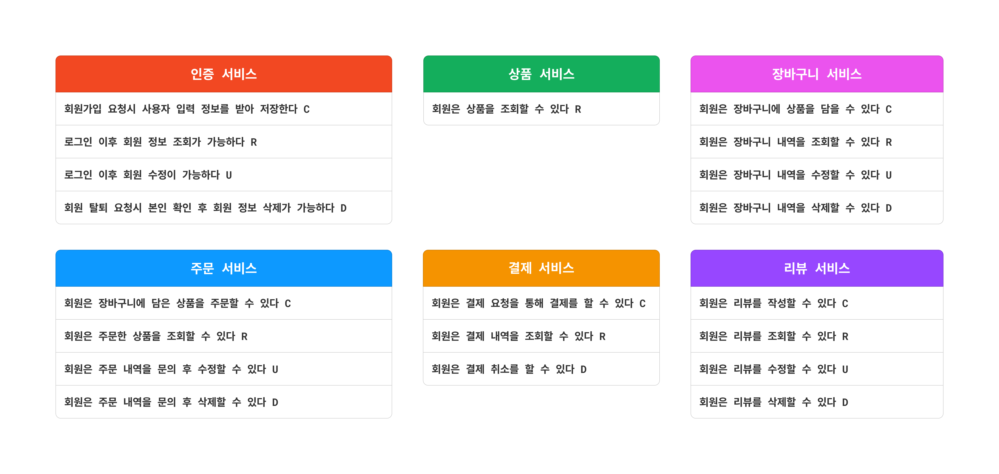 인증 서비스
회원가입 요청시 사용자 입력 정보를 받아 저장한다 C
로그인 이후 회원 정보 조회가 가능하다 R
로그인 이후 회원 수정이 가능하다 U
회원 탈퇴 요청시 본인 확인 후 회원 정보 삭제가 가능하다 D
상품 서비스
회원은 상품을 조회할 수 있다 R
장바구니 서비스
회원은 장바구니에 상품을 담을 수 있다 C
회원은 장바구니 내역을 조회할 수 있다 R
회원은 장바구니 내역을 수정할 수 있다 U
회원은 장바구니 내역을 삭제할 수 있다 D
주문 서비스
회원은 장바구니에 담은 상품을 주문할 수 있다 C
회원은 주문한 상품을 조회할 수 있다 R
회원은 주문 내역을 문의 후 수정할 수 있다 U
회원은 주문 내역을 문의 후 삭제할 수 있다 D
결제 서비스
회원은 결제 요청을 통해 결제를 할 수 있다 C
회원은 결제 내역을 조회할 수 있다 R
회원은 결제 취소를 할 수 있다 D
리뷰 서비스
회원은 리뷰를 작성할 수 있다 C
회원은 리뷰를 조회할 수 있다 R
회원은 리뷰를 수정할 수 있다 U
회원은 리뷰를 삭제할 수 있다 D